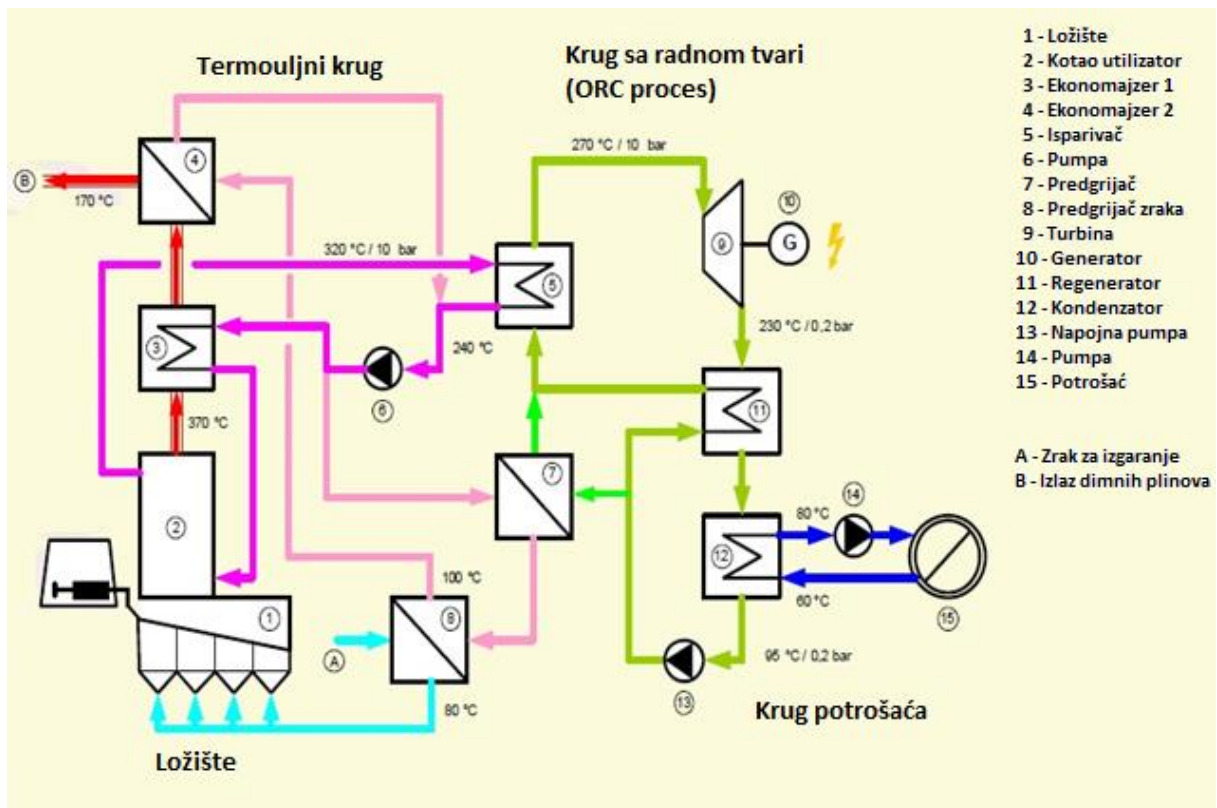 Termouljni krug
Krug sa radnom tvari
(ORC proces)
1 - Ložište
2 - Kotao utilizator
3 - Ekonomajzer 1
4 - Ekonomajzer 2
5 - Isparivač
6 - Pumpa
7 - Predgrijač
8 - Predgrijač zraka
9 - Turbina
10 - Generator
11 - Regenerator
12 - Kondenzator
13 - Napojna pumpa
14 - Pumpa
15 - Potrošać
A - Zrak za izgaranje
B - Izlaz dimnih plinova
270 °C / 10 bar
4
B
170 °C
10
9
G
320 °C / 10 bar
5
230 °C / 0,2 bar
3
240 °C
6
11
370 °C
7
14
80 °C
2
12
100 °C
60 °C
15
1
8
A
95 °C / 0,2 bar
13
80 °C
Krug potrošaća
Ložište